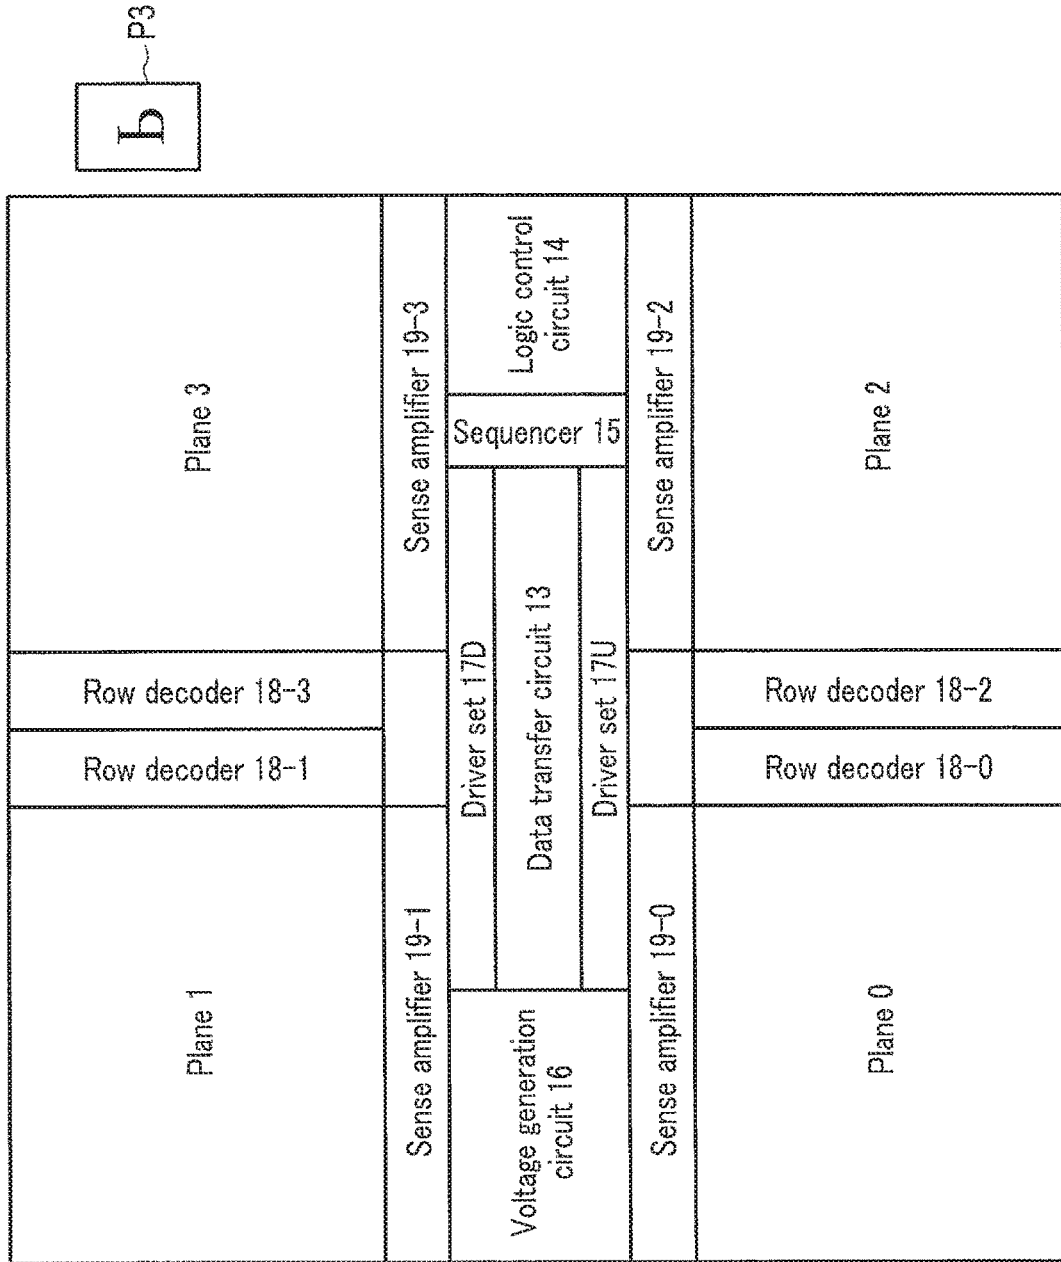 Plane 1
Row decoder 18-1
Row decoder 18-3
Plane 3
Sense amplifier 19-1
Sense amplifier 19-3
Voltage generation
circuit 16
Driver set 17D
Data transfer circuit 13
Driver set 17U
Sequencer 15
Logic control
circuit 14
Sense amplifier 19-0
Sense amplifier 19-2
Plane 0
Row decoder 18-0
Row decoder 18-2
Plane 2
P3